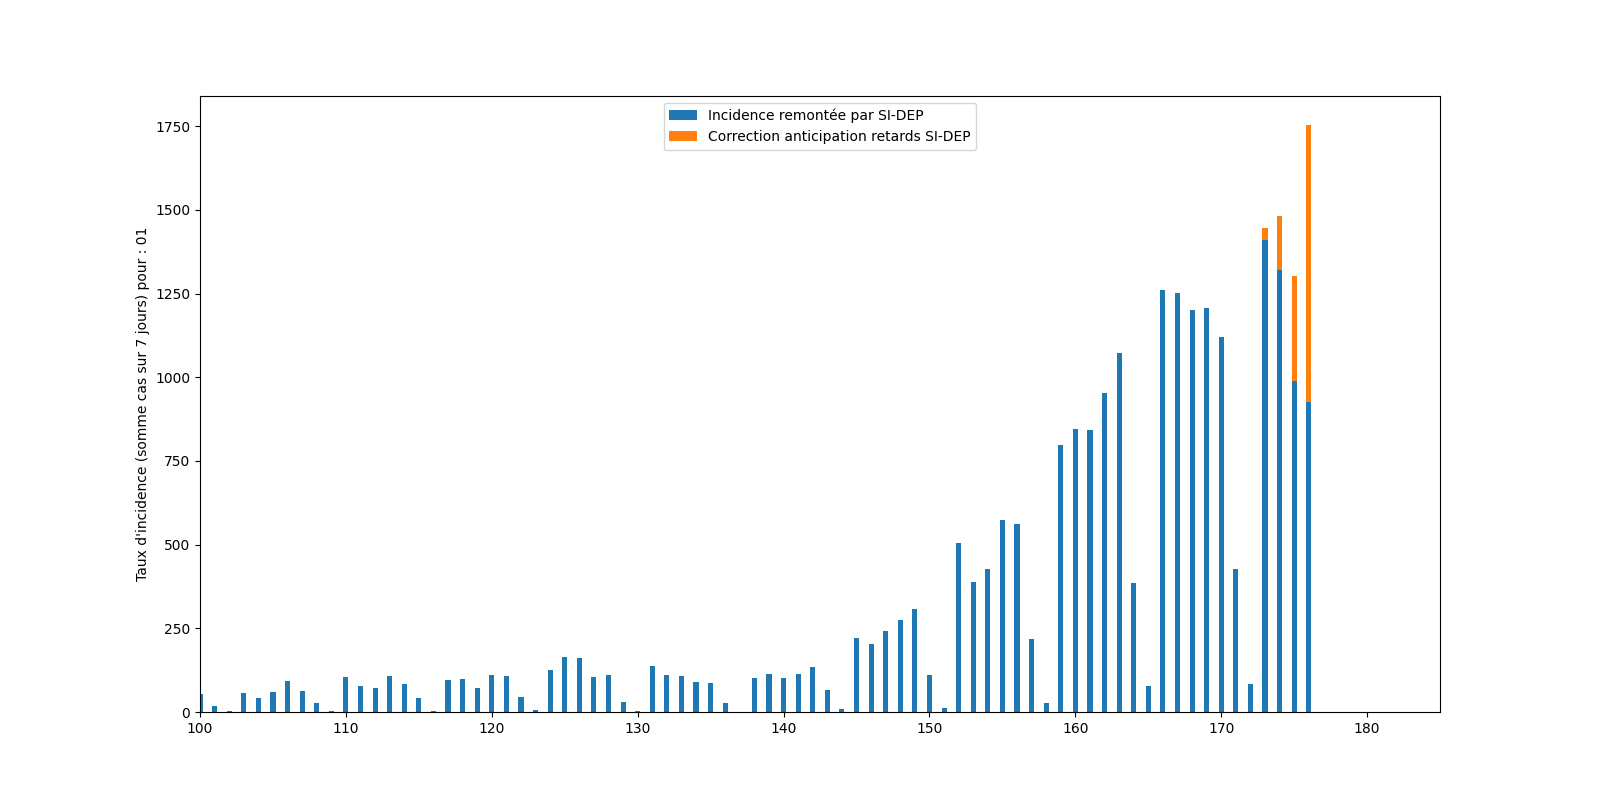 Incidence remontée par SI-DEP
Correction anticipation retards SI-DEP
Taux d'incidence (somme cas sur 7 jours) pour : 01
1750
1500
1250
1000
750
500
250
0
100 110 120 130 140 150 160 170 180